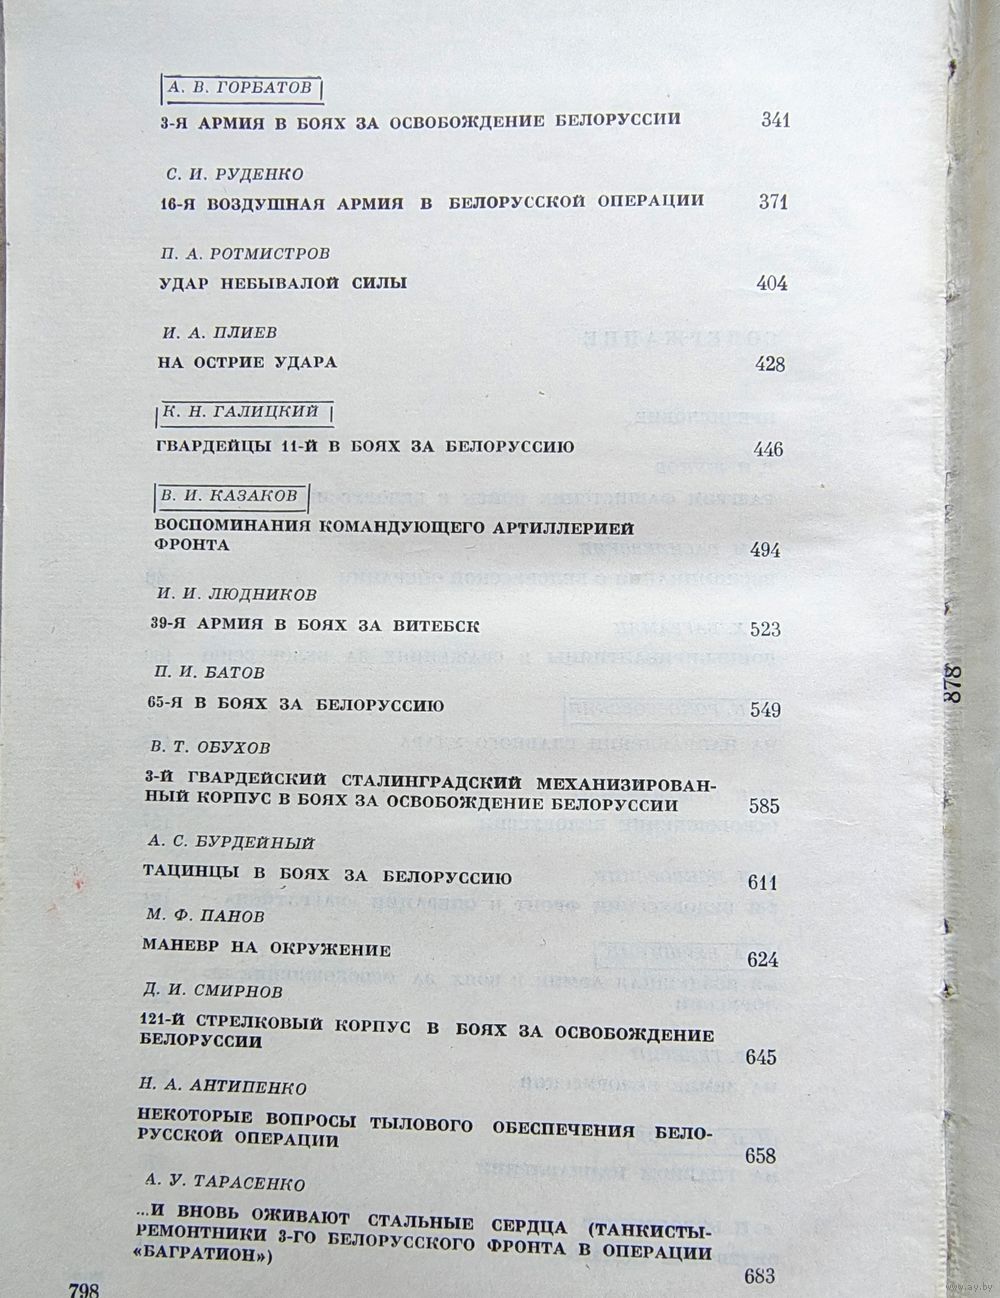 А. В. ГОРБАТОВ
3-Я АРМИЯ В БОЯХ ЗА ОСВОБОЖДЕНИЕ БЕЛОРУССИИ 341
С. И. РУДЕНКО
16-Я ВОЗДУШНАЯ АРМИЯ В БЕЛОРУССКОЙ ОПЕРАЦИИ 371
П. А. РОТМИСТРОВ
УДАР НЕБЫВАЛОЙ СИЛЫ 404
И. А. ПЛИЕВ
НА ОСТРИЕ УДАРА 428
К. Н. ГАЛИЦКИЙ
ГВАРДЕЙЦЫ 11-Й В БОЯХ ЗА БЕЛОРУССИЮ 446
В. И. КАЗАКОВ
ВОСПОМИНАНИЯ КОМАНДУЮЩЕГО АРТИЛЛЕРИЕЙ
ФРОНТА 494
И. И. ЛЮДНИКОВ
39-Я АРМИЯ В БОЯХ ЗА ВИТЕБСК 523
П. И. БАТОВ
65-Я В БОЯХ ЗА БЕЛОРУССИЮ 549
В. Т. ОБУХОВ
3-Й ГВАРДЕЙСКИЙ СТАЛИНГРАДСКИЙ МЕХАНИЗИРОВАН-
НЫЙ КОРПУС В БОЯХ ЗА ОСВОБОЖДЕНИЕ БЕЛОРУССИИ 585
А. С. БУРДЕЙНЫЙ
ТАЦИНЦЫ В БОЯХ ЗА БЕЛОРУССИЮ 611
М. Ф. ПАНОВ
МАНЕВР НА ОКРУЖЕНИЕ 624
Д. И. СМИРНОВ
121-Й СТРЕЛКОВЫЙ КОРПУС В БОЯХ ЗА ОСВОБОЖДЕНИЕ
БЕЛОРУССИИ 645
Н. А. АНТИПЕНКО
НЕКОТОРЫЕ ВОПРОСЫ ТЫЛОВОГО ОБЕСПЕЧЕНИЯ БЕЛО-
РУССКОЙ ОПЕРАЦИИ 658
А. У. ТАРАСЕНКО
...И ВНОВЬ ОЖИВАЮТ СТАЛЬНЫЕ СЕРДЦА (ТАНКИСТЫ-
РЕМОНТНИКИ 3-ГО БЕЛОРУССКОГО ФРОНТА В ОПЕРАЦИИ
«БАГРАТИОН») 683
798
878
www.ay.by